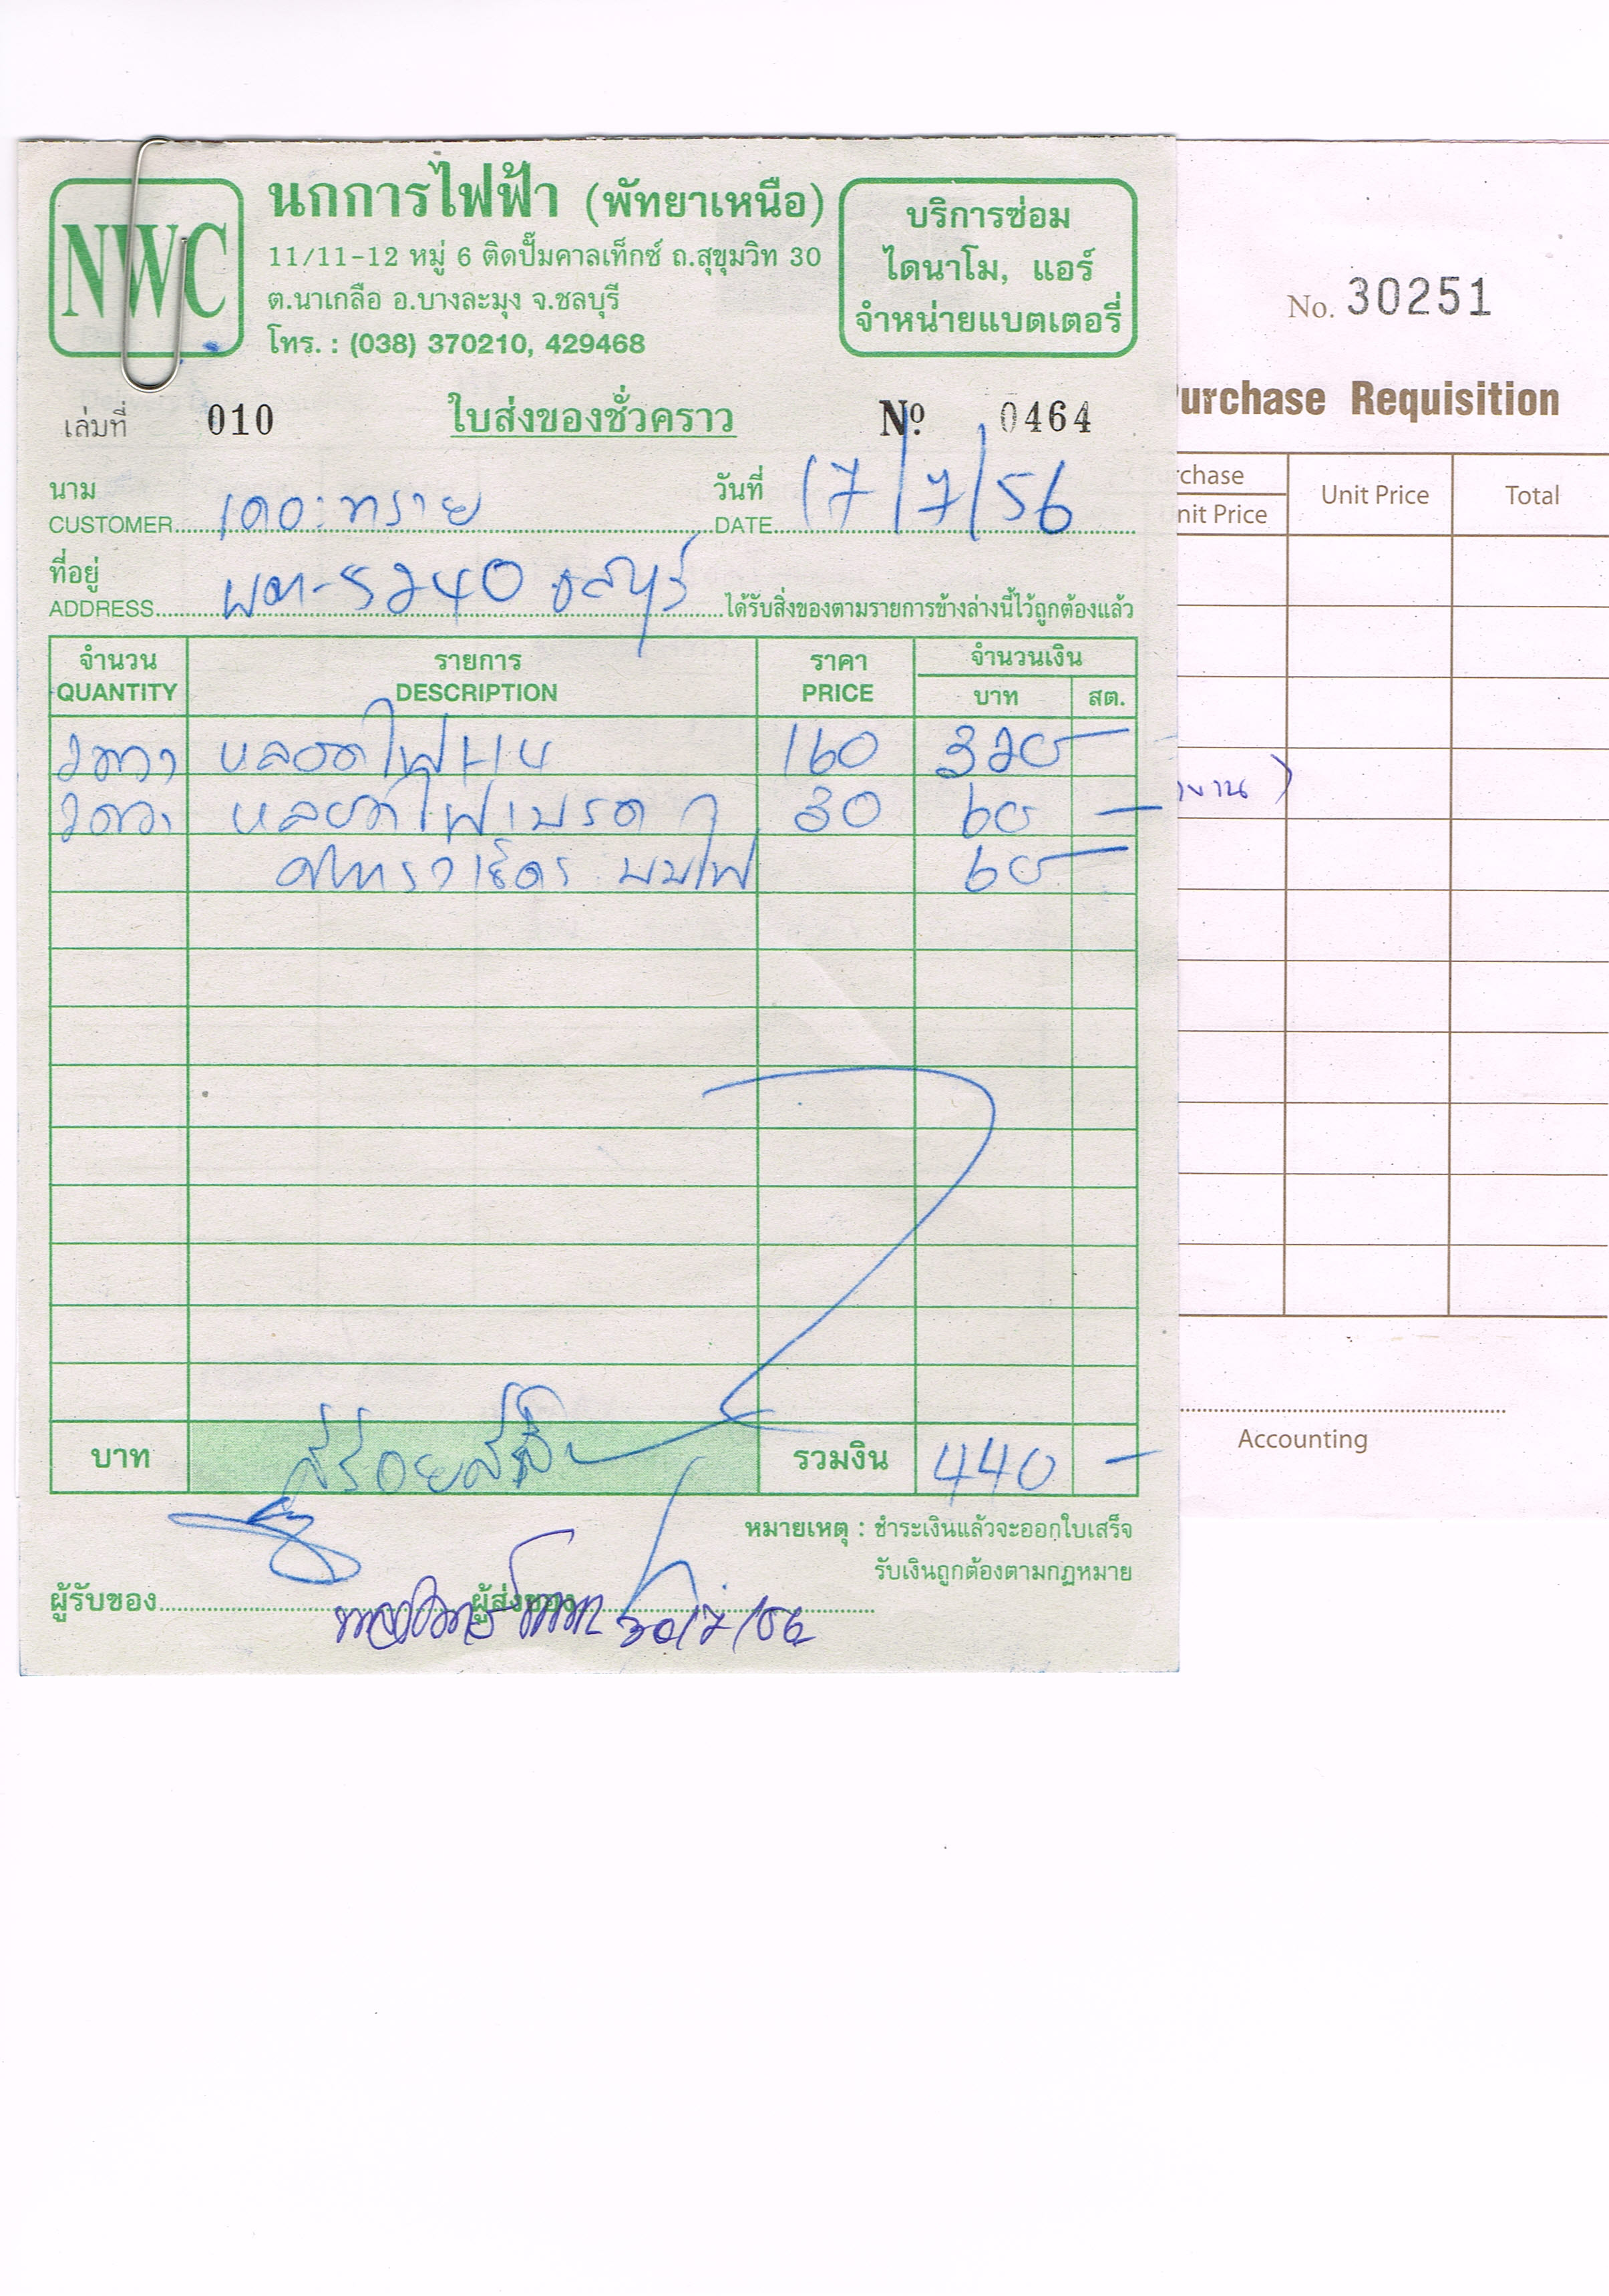 NWC
นกการไฟฟ้า (พัทยาเหนือ)
11/11-12 หมู่ 6 ติดปั๊มคาลเท็กซ์ ถ.สุขุมวิท 30
ต.นาเกลือ อ.บางละมุง จ.ชลบุรี
โทร. : (038) 370210, 429468
บริการซ่อม
ไดนาโม, แอร์
จำหน่ายแบตเตอรี่
เล่มที่ 010 ใบส่งของชั่วคราว Nº 0464
นาม เดอะทราย วันที่ 17/7/56
CUSTOMER DATE
ที่อยู่ ผต-5240 ชลบุรี
ADDRESS ได้รับสิ่งของตามรายการข้างล่างนี้ไว้ถูกต้องแล้ว
จำนวน รายการ ราคา จำนวนเงิน
QUANTITY DESCRIPTION PRICE บาท สต.
2 ดวง หลอดไฟ H4 160 320 -
2 ดวง หลอดไฟเบรค 30 60 -
60 -
บาท สี่ร้อยสี่สิบ รวมงิน 440 -
หมายเหตุ : ชำระเงินแล้วจะออกใบเสร็จ
รับเงินถูกต้องตามกฎหมาย
ผู้รับของ ผู้ส่งของ
30/7/56
No. 30251
urchase Requisition
rchase Unit Price Total
nit Price
งาน )
Accounting